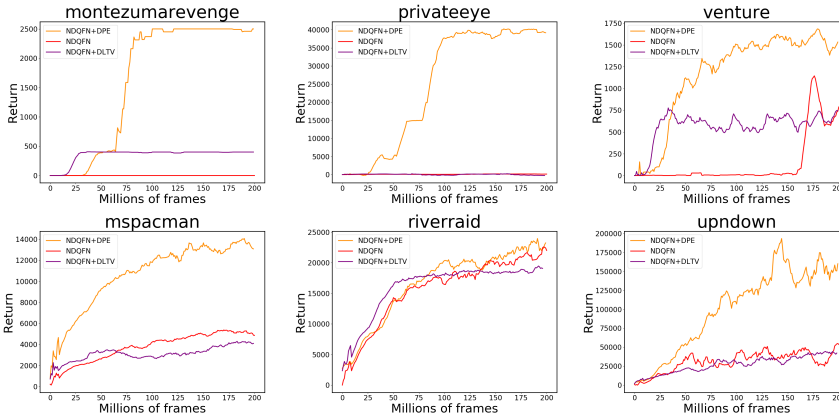 montezumarevenge
NDQFN+DPE
NDQFN
NDQFN+DLTV
Return
2500
2000
1500
1000
500
0
0 25 50 75 100 125 150 175 200
Millions of frames
privateeye
NDQFN+DPE
NDQFN
NDQFN+DLTV
Return
40000
35000
30000
25000
20000
15000
10000
5000
0
0 25 50 75 100 125 150 175 200
Millions of frames
venture
NDQFN+DPE
NDQFN
NDQFN+DLTV
Return
1750
1500
1250
1000
750
500
250
0
0 25 50 75 100 125 150 175 200
Millions of frames
mspacman
NDQFN+DPE
NDQFN
NDQFN+DLTV
Return
14000
12000
10000
8000
6000
4000
2000
0
0 25 50 75 100 125 150 175 200
Millions of frames
riverraid
NDQFN+DPE
NDQFN
NDQFN+DLTV
Return
25000
20000
15000
10000
5000
0
0 25 50 75 100 125 150 175 200
Millions of frames
upndown
NDQFN+DPE
NDQFN
NDQFN+DLTV
Return
200000
175000
150000
125000
100000
75000
50000
25000
0
0 25 50 75 100 125 150 175 200
Millions of frames